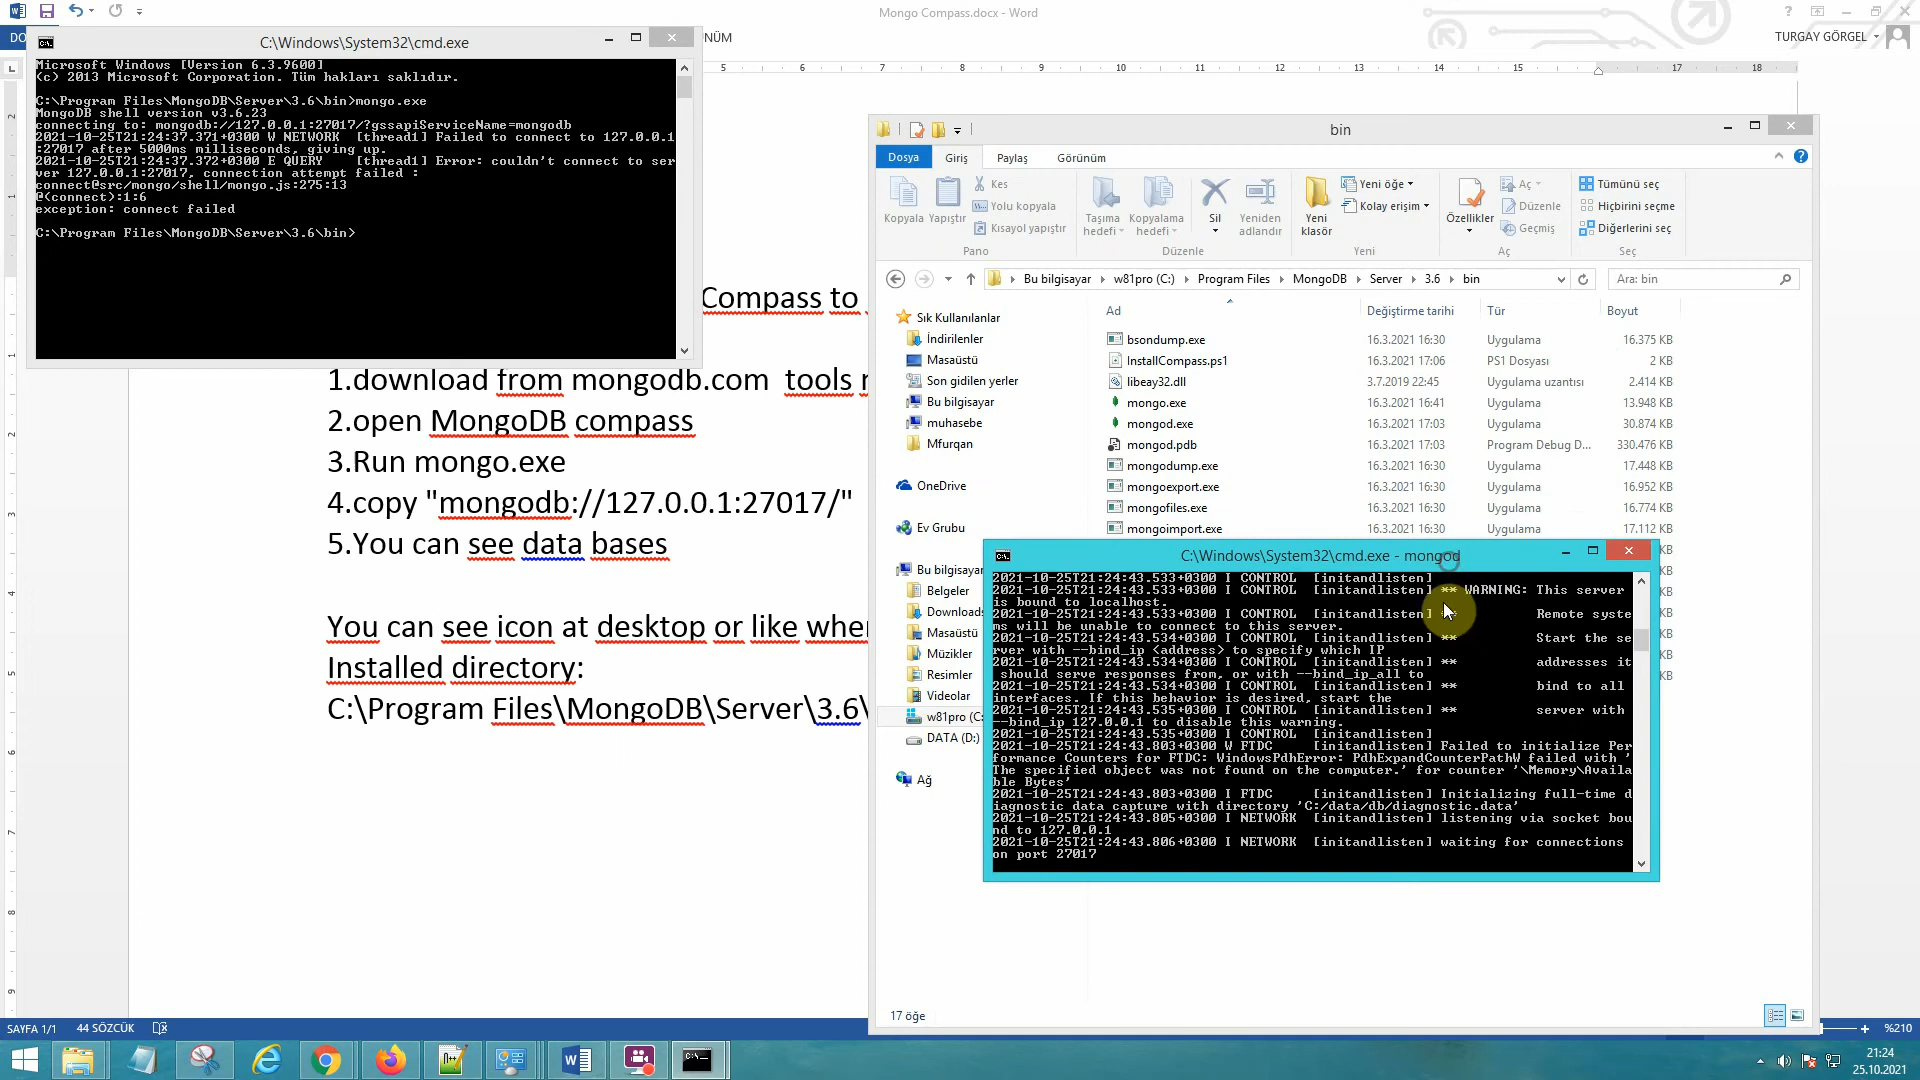 Mongo Compass.docx - Word
TURGAY GÖRGEL
DO
ÜNÜM
5 6 7 8 9 10 11 12 13 14 15 17 18
C:\Windows\System32\cmd.exe
Microsoft Windows [Version 6.3.9600]
(c) 2013 Microsoft Corporation. Tüm hakları saklıdır.
C:\Program Files\MongoDB\Server\3.6\bin>mongo.exe
MongoDB shell version v3.6.23
connecting to: mongodb://127.0.0.1:27017/?gssapiServiceName=mongodb
2021-10-25T21:24:37.371+0300 W NETWORK  [thread1] Failed to connect to 127.0.0.1
:27017 after 5000ms milliseconds, giving up.
2021-10-25T21:24:37.372+0300 E QUERY    [thread1] Error: couldn't connect to ser
ver 127.0.0.1:27017, connection attempt failed :
connect@src/mongo/shell/mongo.js:275:13
@(connect):1:6
exception: connect failed
C:\Program Files\MongoDB\Server\3.6\bin>
Compass to
1.download from mongodb.com  tools
2.open MongoDB compass
3.Run mongo.exe
4.copy "mongodb://127.0.0.1:27017/"
5.You can see data bases
You can see icon at desktop or like wher
Installed directory:
C:\Program Files\MongoDB\Server\3.6\
bin
Dosya Giriş Paylaş Görünüm
Kopyala Yapıştır
Kes
Yolu kopyala
Kısayol yapıştır
Pano
Taşıma hedefi
Kopyalama hedefi
Sil
Yeniden adlandır
Düzenle
Yeni klasör
Yeni öğe
Kolay erişim
Yeni
Özellikler
Aç
Düzenle
Geçmiş
Aç
Tümünü seç
Hiçbirini seçme
Diğerlerini seç
Seç
Bu bilgisayar w81pro (C:) Program Files MongoDB Server 3.6 bin
Ara: bin
Sık Kullanılanlar
İndirilenler
Masaüstü
Son gidilen yerler
Bu bilgisayar
muhasebe
Mfurqan
OneDrive
Ev Grubu
Bu bilgisayar
Belgeler
Downloads
Masaüstü
Müzikler
Resimler
Videolar
w81pro (C:
DATA (D:)
Ağ
Ad Değiştirme tarihi Tür Boyut
bsondump.exe 16.3.2021 16:30 Uygulama 16.375 KB
InstallCompass.ps1 16.3.2021 17:06 PS1 Dosyası 2 KB
libeay32.dll 3.7.2019 22:45 Uygulama uzantısı 2.414 KB
mongo.exe 16.3.2021 16:41 Uygulama 13.948 KB
mongod.exe 16.3.2021 17:03 Uygulama 30.874 KB
mongod.pdb 16.3.2021 17:03 Program Debug D... 330.476 KB
mongodump.exe 16.3.2021 16:30 Uygulama 17.448 KB
mongoexport.exe 16.3.2021 16:30 Uygulama 16.952 KB
mongofiles.exe 16.3.2021 16:30 Uygulama 16.774 KB
mongoimport.exe 16.3.2021 16:30 Uygulama 17.112 KB
KB
KB
KB
KB
KB
KB
KB
C:\Windows\System32\cmd.exe - mongod
2021-10-25T21:24:43.533+0300 I CONTROL  [initandlisten]
2021-10-25T21:24:43.533+0300 I CONTROL  [initandlisten] ** WARNING: This server
is bound to localhost.
2021-10-25T21:24:43.533+0300 I CONTROL  [initandlisten] **          Remote syste
ms will be unable to connect to this server.
2021-10-25T21:24:43.534+0300 I CONTROL  [initandlisten] **          Start the se
rver with --bind_ip <address> to specify which IP
2021-10-25T21:24:43.534+0300 I CONTROL  [initandlisten] **          addresses it
 should serve responses from, or with --bind_ip_all to
2021-10-25T21:24:43.534+0300 I CONTROL  [initandlisten] **          bind to all
interfaces. If this behavior is desired, start the
2021-10-25T21:24:43.535+0300 I CONTROL  [initandlisten] **          server with
--bind_ip 127.0.0.1 to disable this warning.
2021-10-25T21:24:43.535+0300 I CONTROL  [initandlisten]
2021-10-25T21:24:43.803+0300 W FTDC     [initandlisten] Failed to initialize Per
formance Counters for FTDC: WindowsPdhError: PdhExpandCounterPathW failed with '
The specified object was not found on the computer.' for counter '\Memory\Availa
ble Bytes'
2021-10-25T21:24:43.803+0300 I FTDC     [initandlisten] Initializing full-time d
iagnostic data capture with directory 'C:/data/db/diagnostic.data'
2021-10-25T21:24:43.805+0300 I NETWORK  [initandlisten] listening via socket bou
nd to 127.0.0.1
2021-10-25T21:24:43.806+0300 I NETWORK  [initandlisten] waiting for connections
on port 27017
17 öğe
SAYFA 1/1 44 SÖZCÜK
%210
21:24
25.10.2021